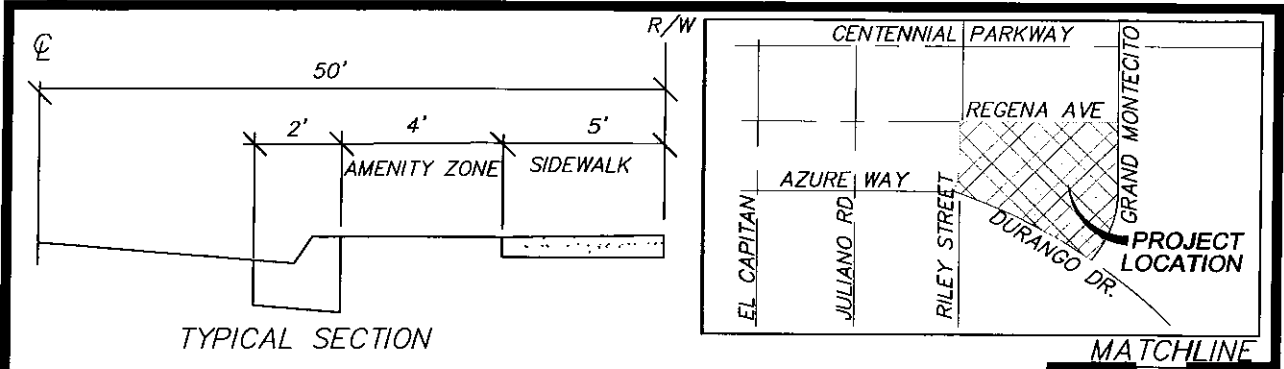 ℄
R/W
50'
2'
4'
5'
AMENITY ZONE
SIDEWALK
TYPICAL SECTION
CENTENNIAL PARKWAY
REGENA AVE
GRAND MONTECITO
AZURE WAY
EL CAPITAN
JULIANO RD
RILEY STREET
DURANGO DR.
PROJECT
LOCATION
MATCHLINE